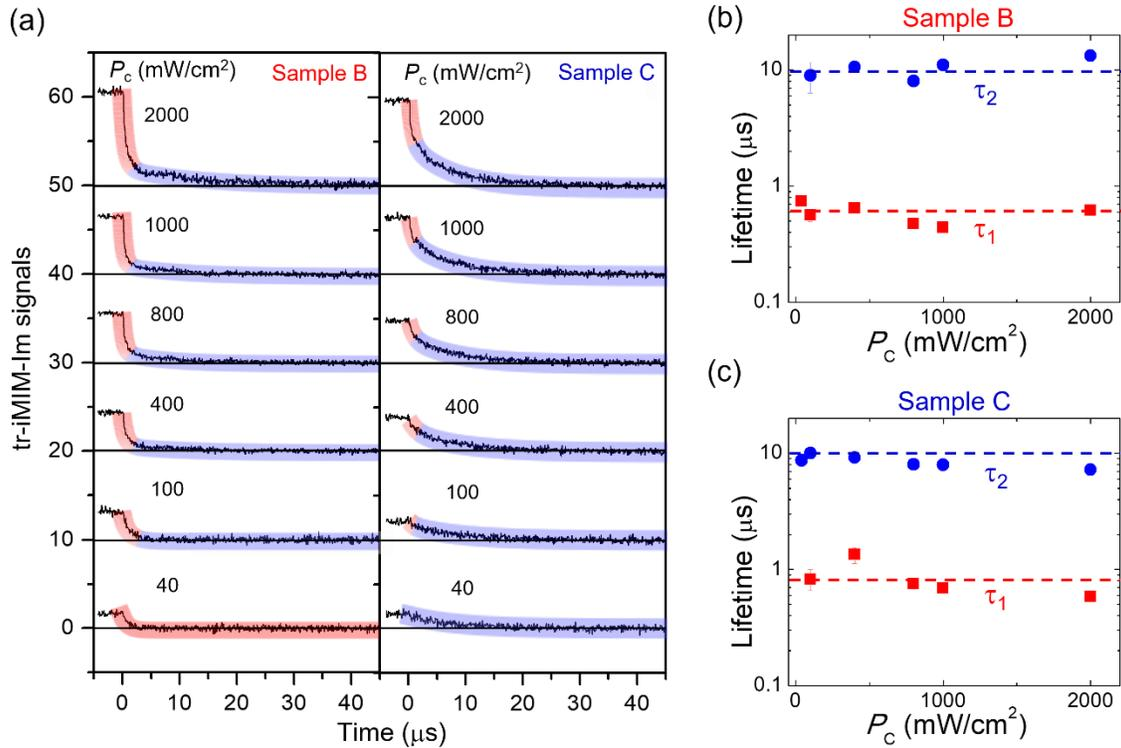 (a)
P_c (mW/cm²) Sample B
P_c (mW/cm²) Sample C
60
50
40
30
20
10
0
tr-iMIM-Im signals
2000
1000
800
400
100
40
2000
1000
800
400
100
40
0 10 20 30 40
0 10 20 30 40
Time (μs)
(b)
Sample B
10
1
0.1
Lifetime (μs)
τ₂
τ₁
0 1000 2000
P_C (mW/cm²)
(c)
Sample C
10
1
0.1
Lifetime (μs)
τ₂
τ₁
0 1000 2000
P_C (mW/cm²)